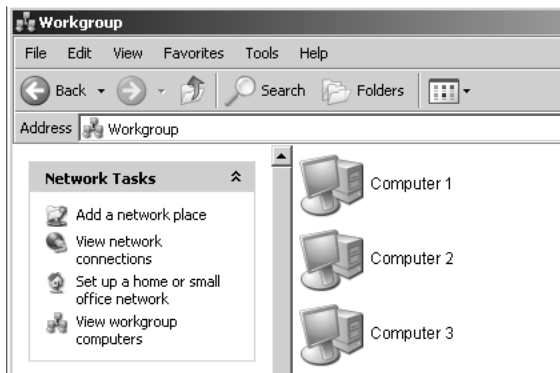 Workgroup
File Edit View Favorites Tools Help
Back Search Folders
Address Workgroup
Network Tasks
Add a network place
View network
connections
Set up a home or small
office network
View workgroup
computers
Computer 1
Computer 2
Computer 3